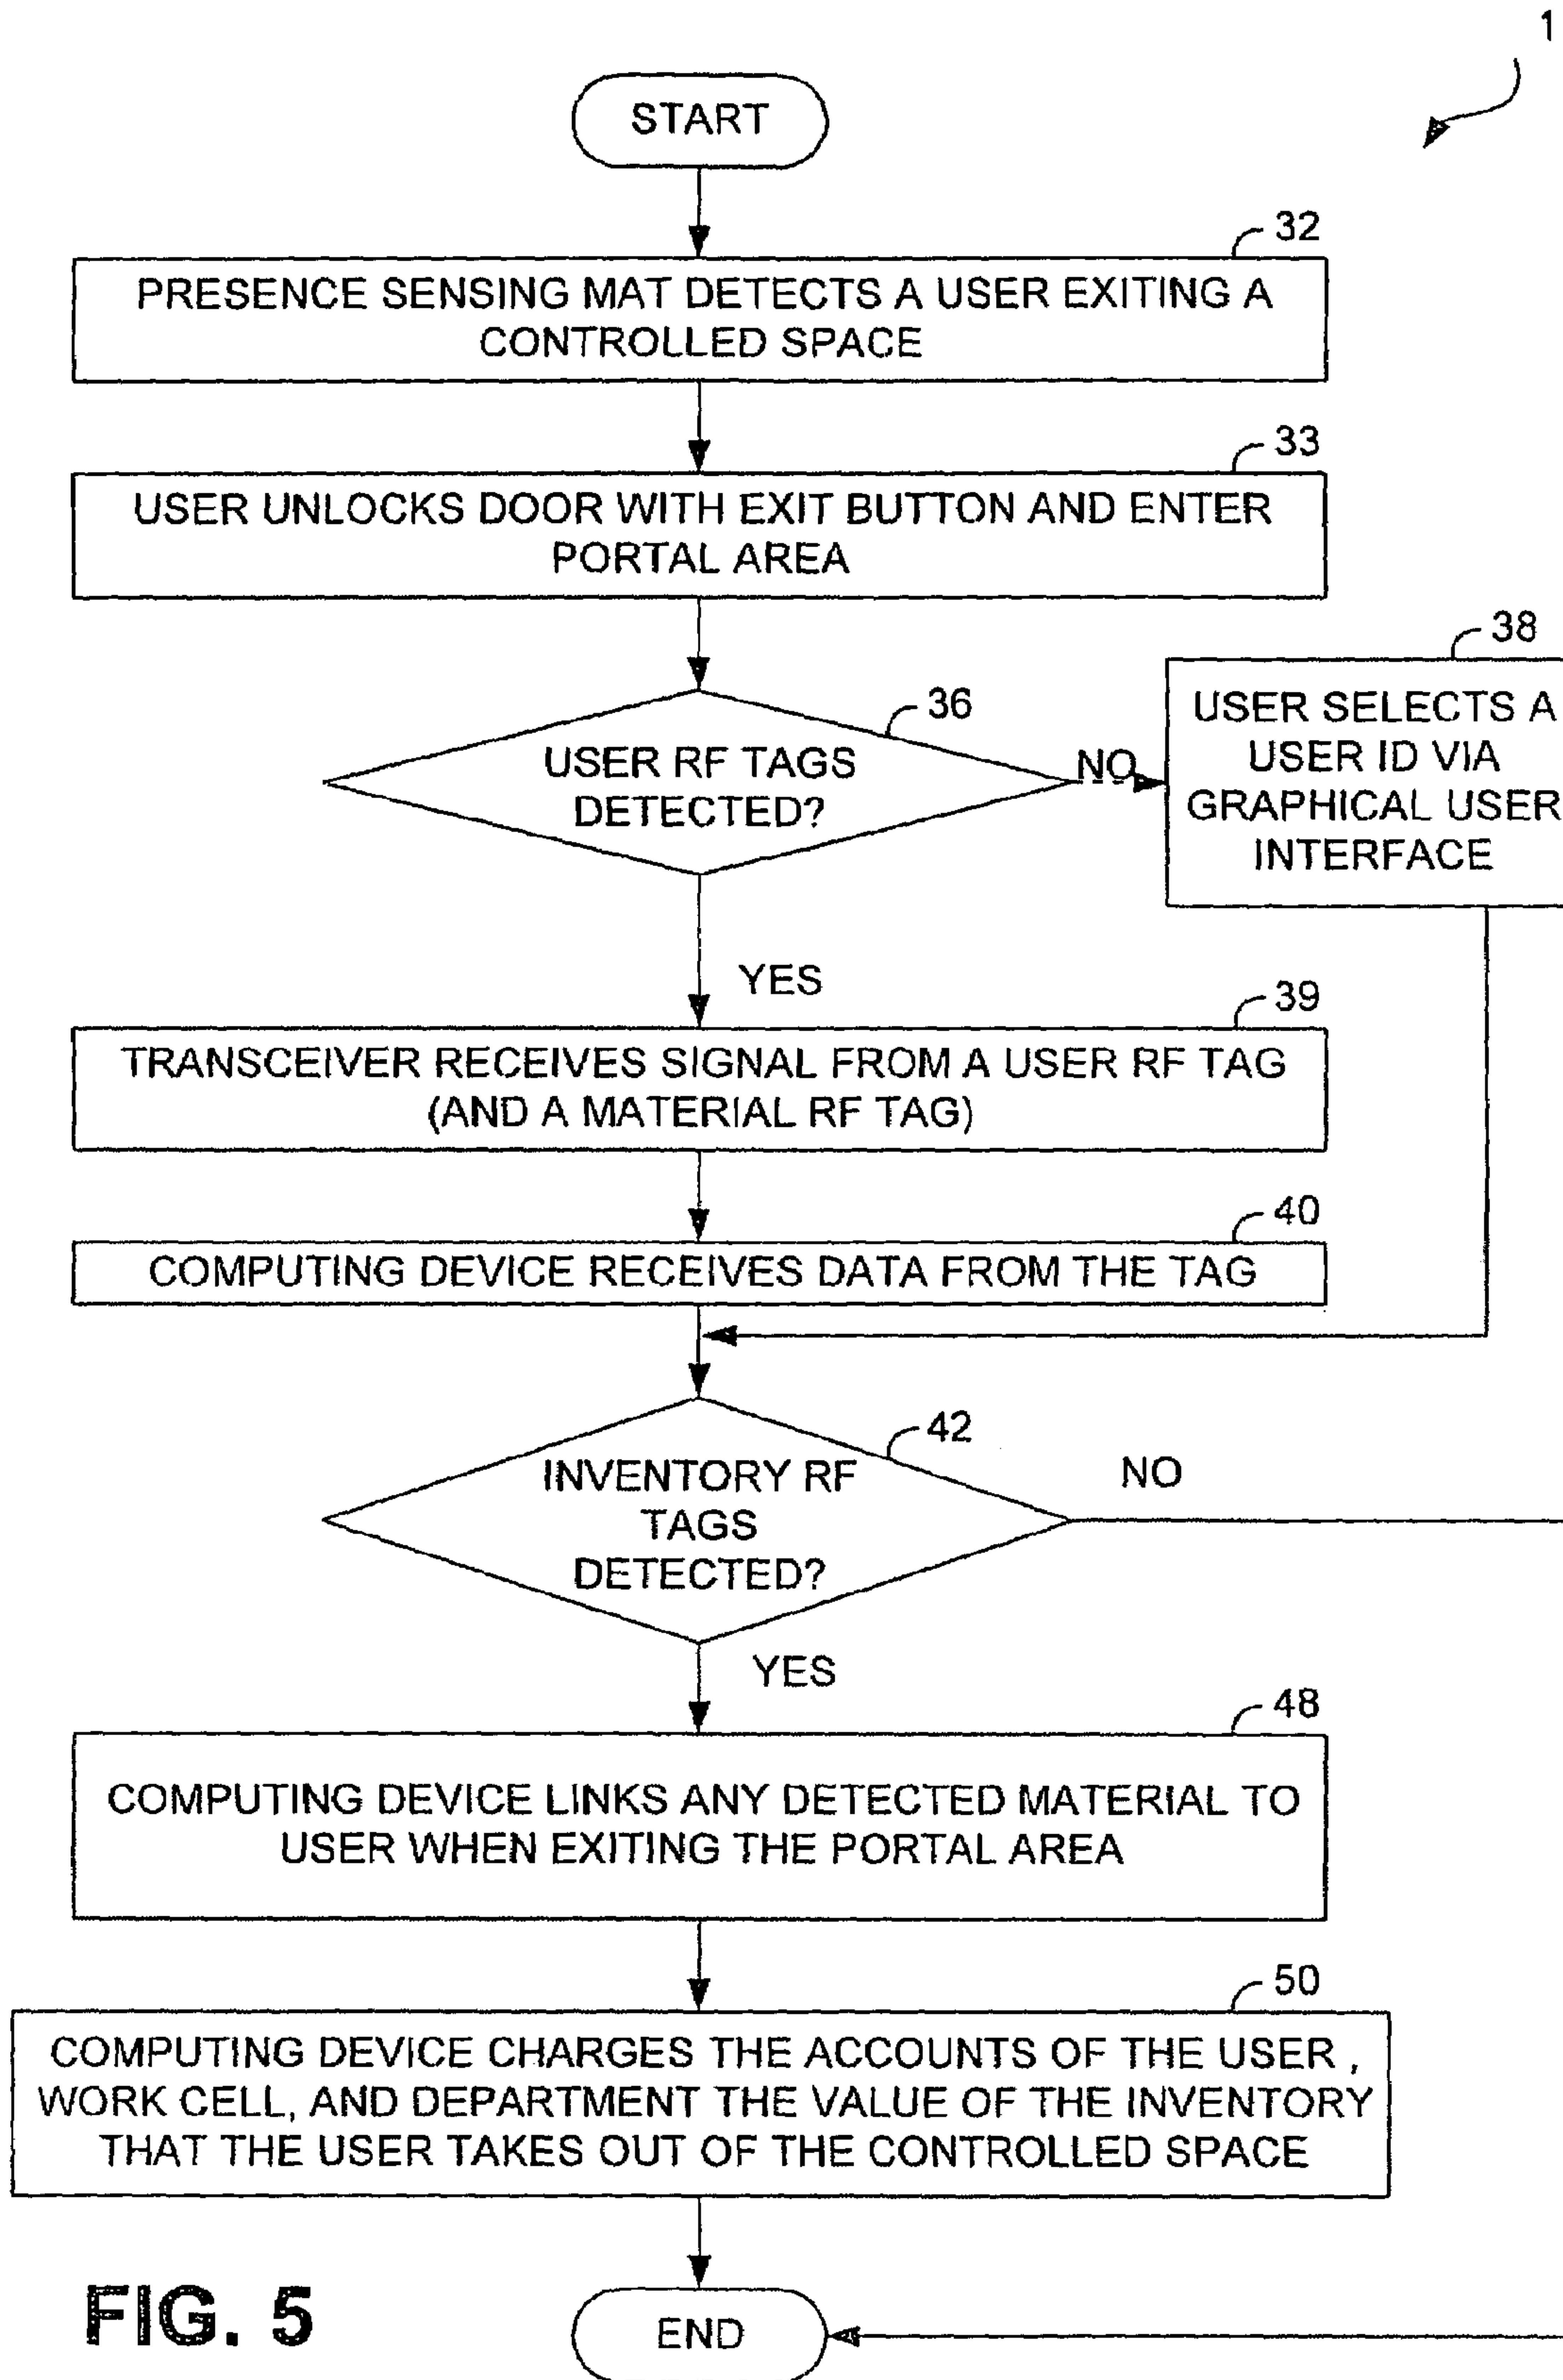 1
START
32
PRESENCE SENSING MAT DETECTS A USER EXITING A
CONTROLLED SPACE
33
USER UNLOCKS DOOR WITH EXIT BUTTON AND ENTER
PORTAL AREA
36
USER RF TAGS
DETECTED?
NO
38
USER SELECTS A
USER ID VIA
GRAPHICAL USER
INTERFACE
YES
39
TRANSCEIVER RECEIVES SIGNAL FROM A USER RF TAG
(AND A MATERIAL RF TAG)
40
COMPUTING DEVICE RECEIVES DATA FROM THE TAG
42
INVENTORY RF
TAGS
DETECTED?
NO
YES
48
COMPUTING DEVICE LINKS ANY DETECTED MATERIAL TO
USER WHEN EXITING THE PORTAL AREA
50
COMPUTING DEVICE CHARGES THE ACCOUNTS OF THE USER ,
WORK CELL, AND DEPARTMENT THE VALUE OF THE INVENTORY
THAT THE USER TAKES OUT OF THE CONTROLLED SPACE
FIG. 5
END